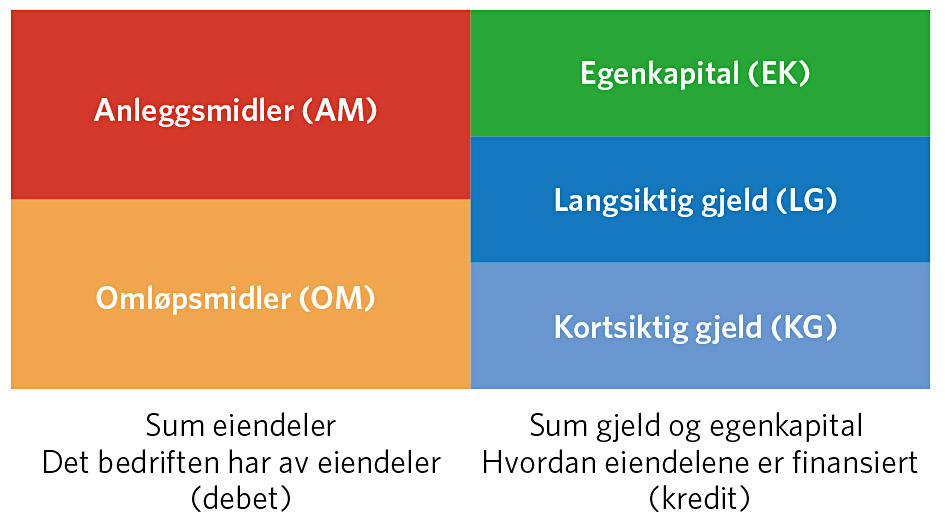 Anleggsmidler (AM)
Omløpsmidler (OM)
Egenkapital (EK)
Langsiktig gjeld (LG)
Kortsiktig gjeld (KG)
Sum eiendeler
Det bedriften har av eiendeler
(debet)
Sum gjeld og egenkapital
Hvordan eiendelene er finansiert
(kredit)